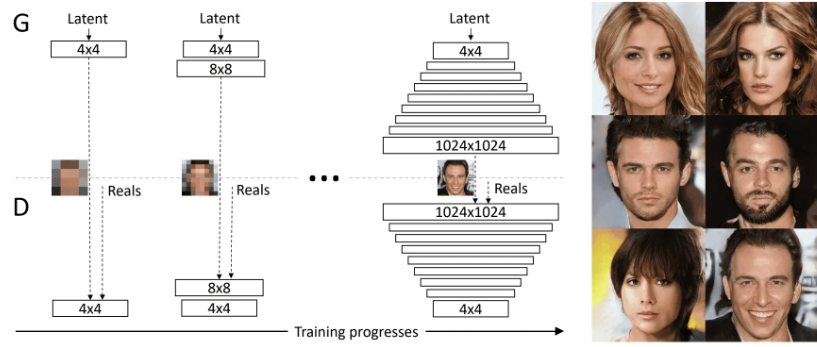 G
Latent
4x4
Latent
4x4
8x8
Latent
4x4
1024x1024
Reals
Reals
Reals
D
4x4
8x8
4x4
1024x1024
4x4
Training progresses